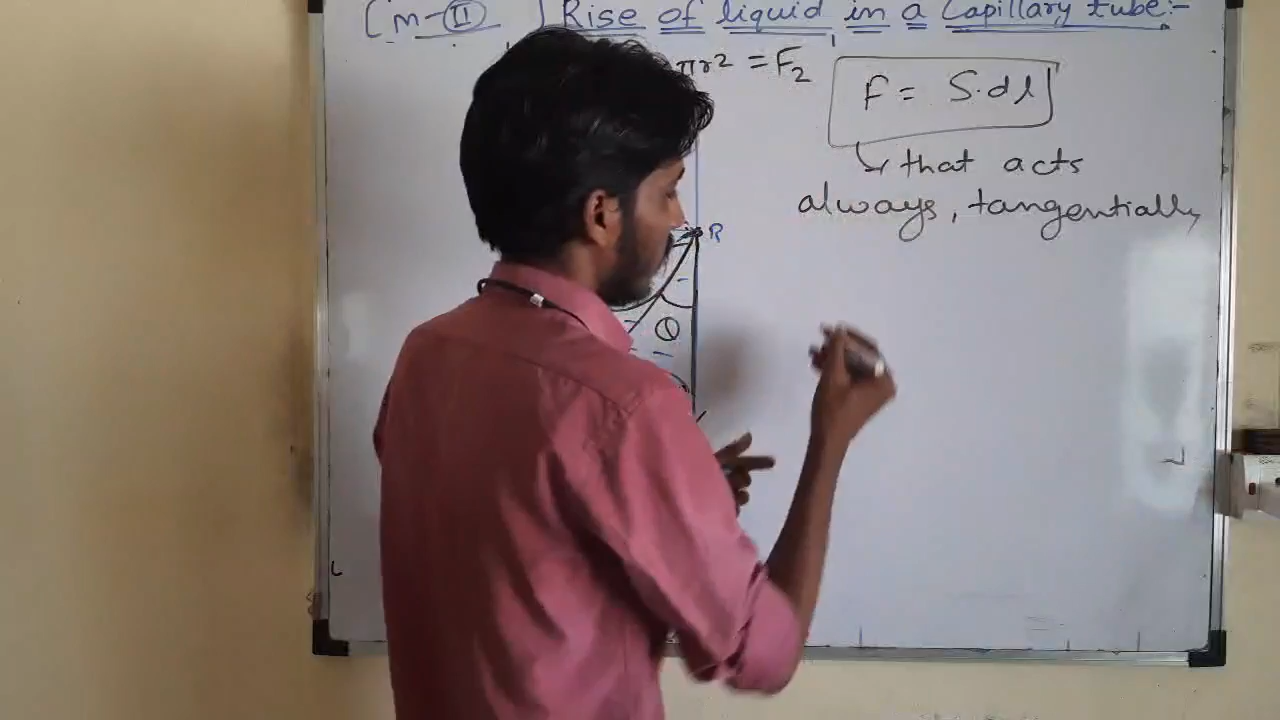 [M-II] Rise of liquid in a Capillary tube:-
πr² = F₂
F = S.dl
↳ that acts
always, tangentially
R
θ